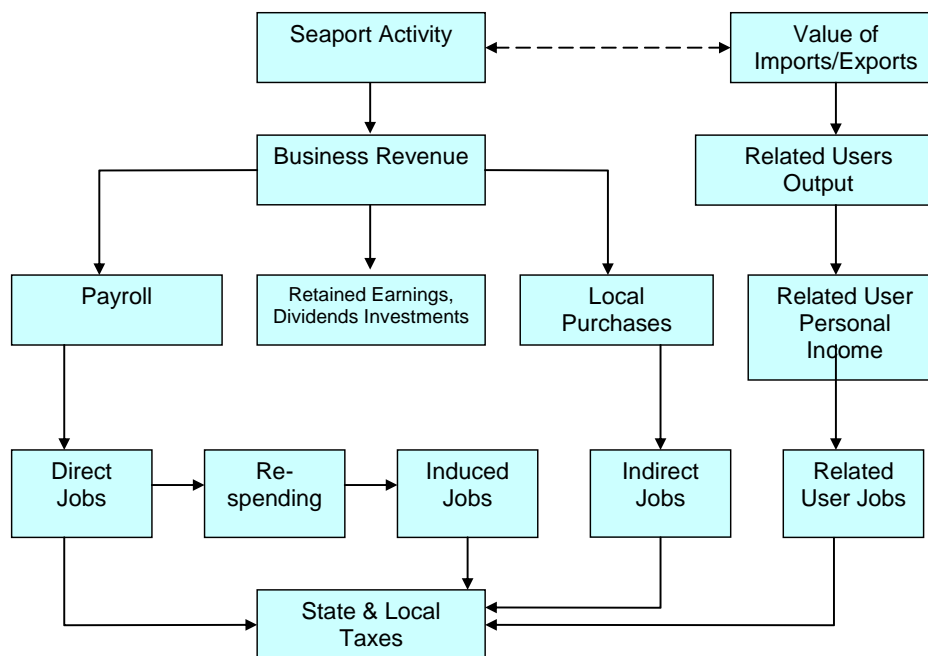 Seaport Activity
Value of
Imports/Exports
Business Revenue
Related Users
Output
Payroll
Retained Earnings,
Dividends Investments
Local
Purchases
Related User
Personal
Income
Direct
Jobs
Re-
spending
Induced
Jobs
Indirect
Jobs
Related
User Jobs
State & Local
Taxes